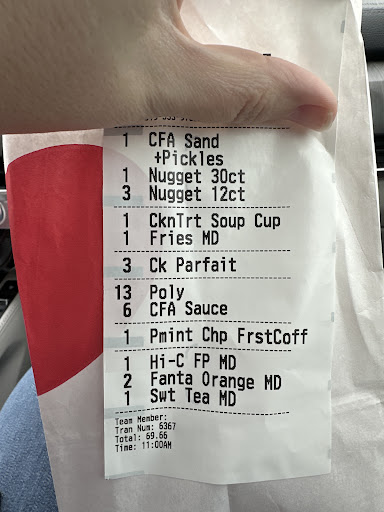 1 CFA Sand
+Pickles
1 Nugget 30ct
3 Nugget 12ct
1 CknTrt Soup Cup
1 Fries MD
3 Ck Parfait
13 Poly
6 CFA Sauce
1 Pmint Chp FrstCoff
1 Hi-C FP MD
2 Fanta Orange MD
1 Swt Tea MD
Team Member:
Tran Num: 6367
Total: 69.66
Time: 11:00AM